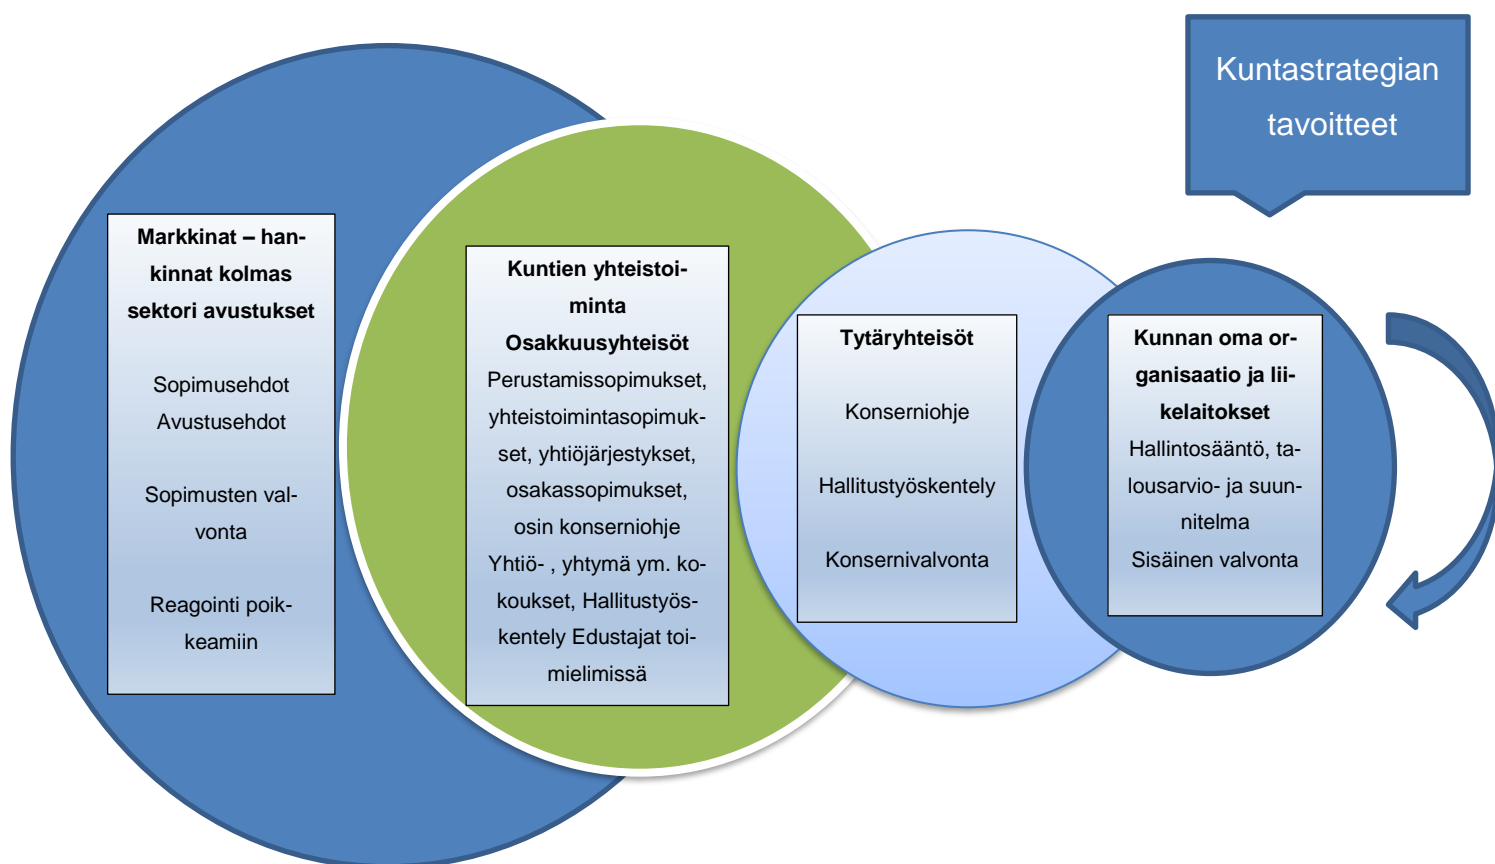 Kuntastrategian
tavoitteet
Markkinat – han-
kinnat kolmas
sektori avustukset
Sopimusehdot
Avustusehdot
Sopimusten val-
vonta
Reagointi poik-
keamiin
Kuntien yhteistoi-
minta
Osakkuusyhteisöt
Perustamissopimukset,
yhteistoimintasopimuk-
set, yhtiöjärjestykset,
osakassopimukset,
osin konserniohje
Yhtiö- , yhtymä ym. ko-
koukset, Hallitustyös-
kentely Edustajat toi-
mielimissä
Tytäryhteisöt
Konserniohje
Hallitustyöskentely
Konsernivalvonta
Kunnan oma or-
ganisaatio ja lii-
kelaitokset
Hallintosääntö, ta-
lousarvio- ja suun-
nitelma
Sisäinen valvonta